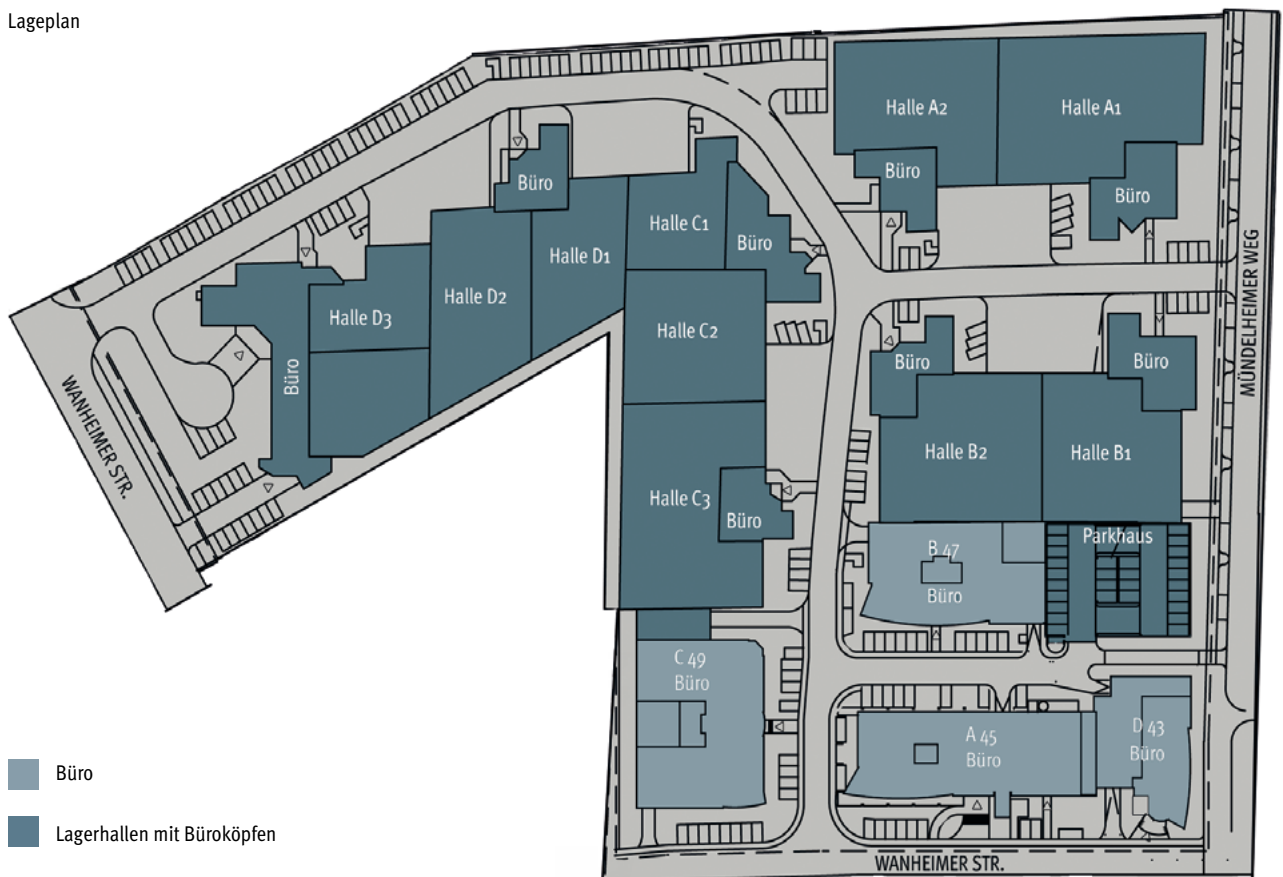 Lageplan
Halle A2
Halle A1
Büro
Büro
Büro
Halle C1
Büro
Halle D1
Halle D2
Halle D3
Büro
Halle C2
Büro
Büro
Halle B2
Halle B1
Halle C3
Büro
Parkhaus
B 47
Büro
C 49
Büro
A 45
Büro
D 43
Büro
WANHEIMER STR.
MÜNDELHEIMER WEG
WANHEIMER STR.
Büro
Lagerhallen mit Büroköpfen